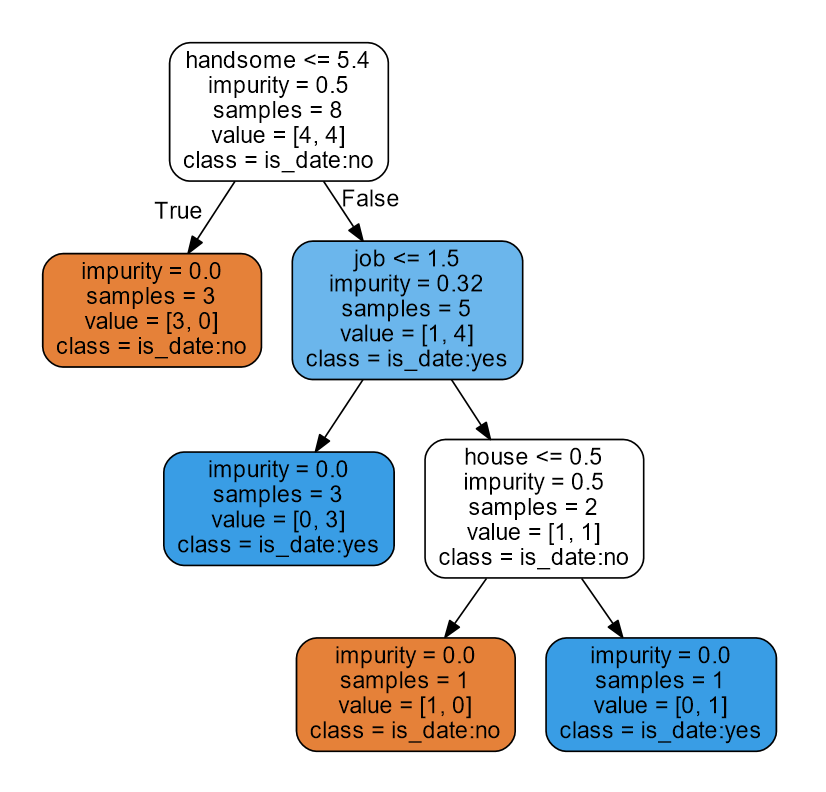 handsome <= 5.4
impurity = 0.5
samples = 8
value = [4, 4]
class = is_date:no
True
False
impurity = 0.0
samples = 3
value = [3, 0]
class = is_date:no
job <= 1.5
impurity = 0.32
samples = 5
value = [1, 4]
class = is_date:yes
impurity = 0.0
samples = 3
value = [0, 3]
class = is_date:yes
house <= 0.5
impurity = 0.5
samples = 2
value = [1, 1]
class = is_date:no
impurity = 0.0
samples = 1
value = [1, 0]
class = is_date:no
impurity = 0.0
samples = 1
value = [0, 1]
class = is_date:yes